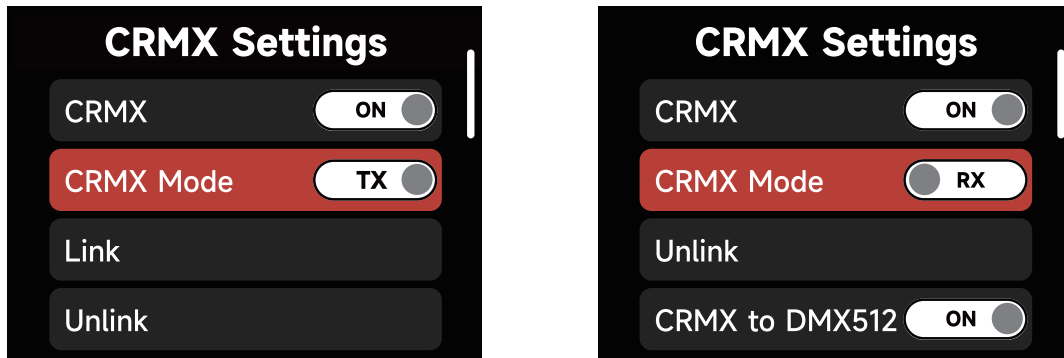 CRMX Settings
CRMX ON
CRMX Mode TX
Link
Unlink
CRMX Settings
CRMX ON
CRMX Mode RX
Unlink
CRMX to DMX512 ON